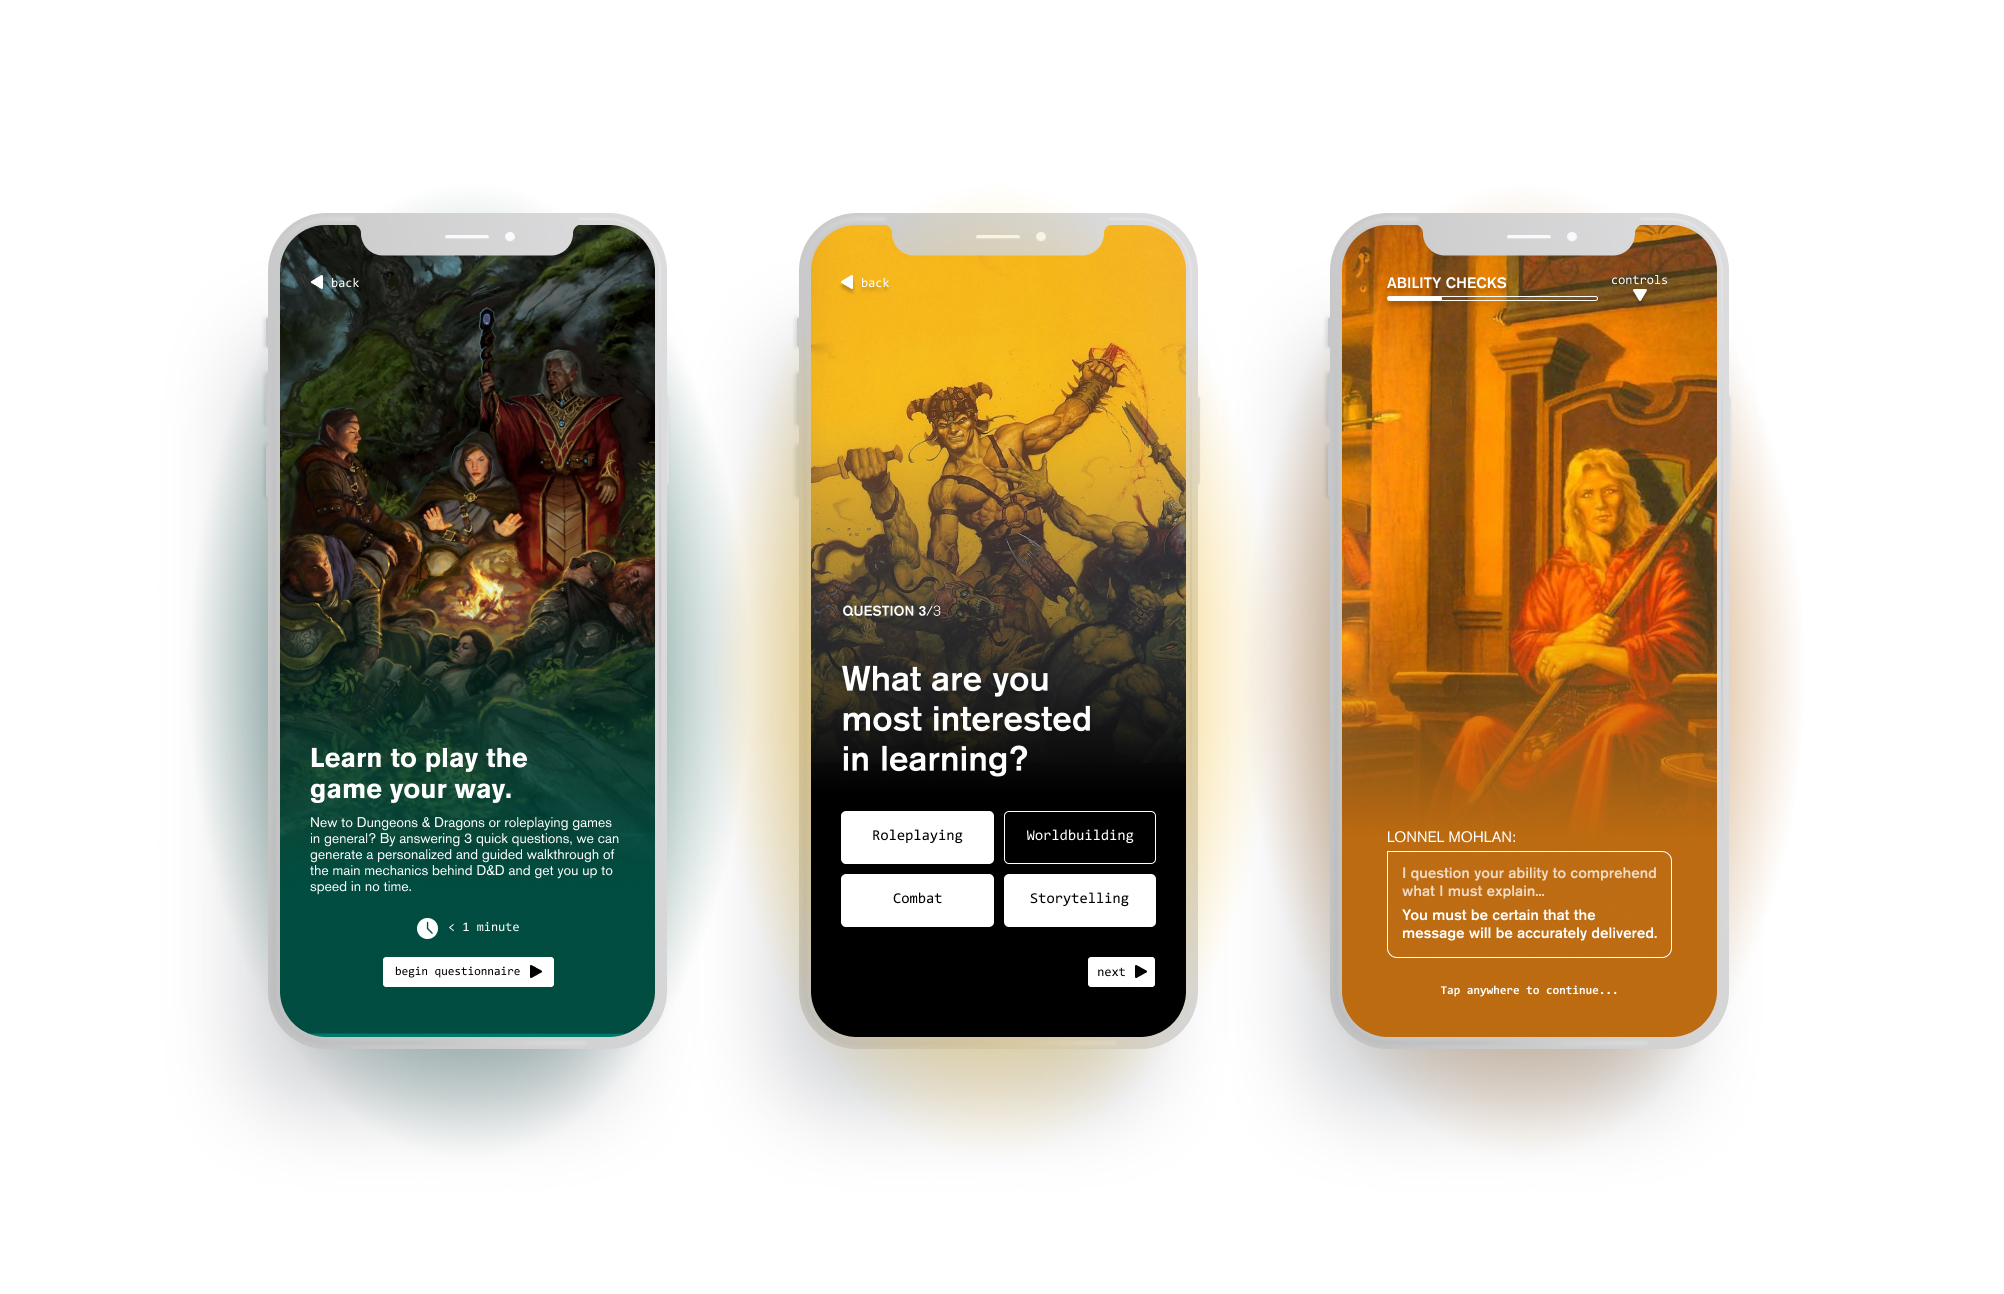 back
Learn to play the
game your way.
New to Dungeons & Dragons or roleplaying games
in general? By answering 3 quick questions, we can
generate a personalized and guided walkthrough of
the main mechanics behind D&D and get you up to
speed in no time.
< 1 minute
begin questionnaire
back
QUESTION 3/3
What are you
most interested
in learning?
Roleplaying
Worldbuilding
Combat
Storytelling
next
ABILITY CHECKS
controls
LONNEL MOHLAN:
I question your ability to comprehend
what I must explain...
You must be certain that the
message will be accurately delivered.
Tap anywhere to continue...